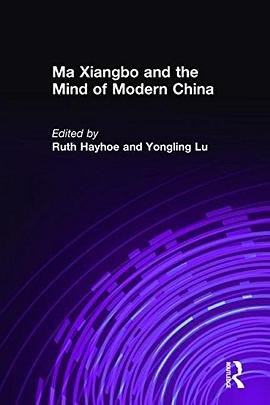 Ma Xiangbo and the
Mind of Modern China
Edited by
Ruth Hayhoe and Yongling Lu
ROUTLEDGE